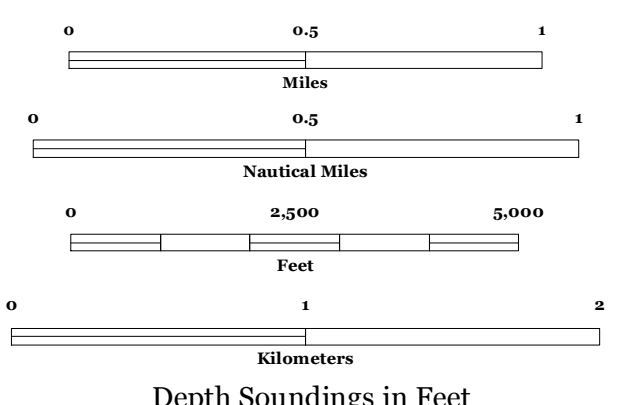 0 0.5 1
Miles
0 0.5 1
Nautical Miles
0 2,500 5,000
Feet
0 1 2
Kilometers
Depth Soundings in Feet